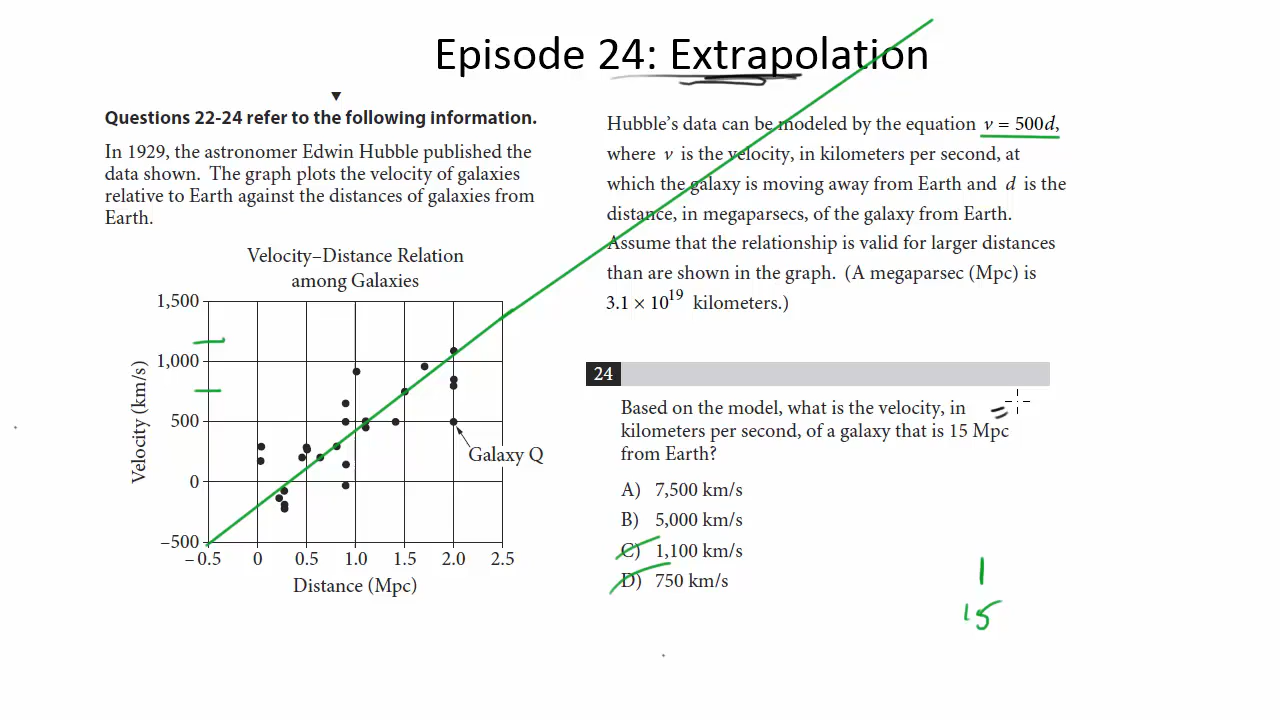 Episode 24: Extrapolation
Questions 22-24 refer to the following information.
In 1929, the astronomer Edwin Hubble published the
data shown. The graph plots the velocity of galaxies
relative to Earth against the distances of galaxies from
Earth.
Velocity–Distance Relation
among Galaxies
Velocity (km/s)
1,500
1,000
500
0
–500
–0.5 0 0.5 1.0 1.5 2.0 2.5
Distance (Mpc)
Galaxy Q
Hubble's data can be modeled by the equation v = 500d,
where v is the velocity, in kilometers per second, at
which the galaxy is moving away from Earth and d is the
distance, in megaparsecs, of the galaxy from Earth.
Assume that the relationship is valid for larger distances
than are shown in the graph. (A megaparsec (Mpc) is
3.1 × 10^19 kilometers.)
24
Based on the model, what is the velocity, in
kilometers per second, of a galaxy that is 15 Mpc
from Earth?
=
A) 7,500 km/s
B) 5,000 km/s
C) 1,100 km/s
D) 750 km/s
1
15